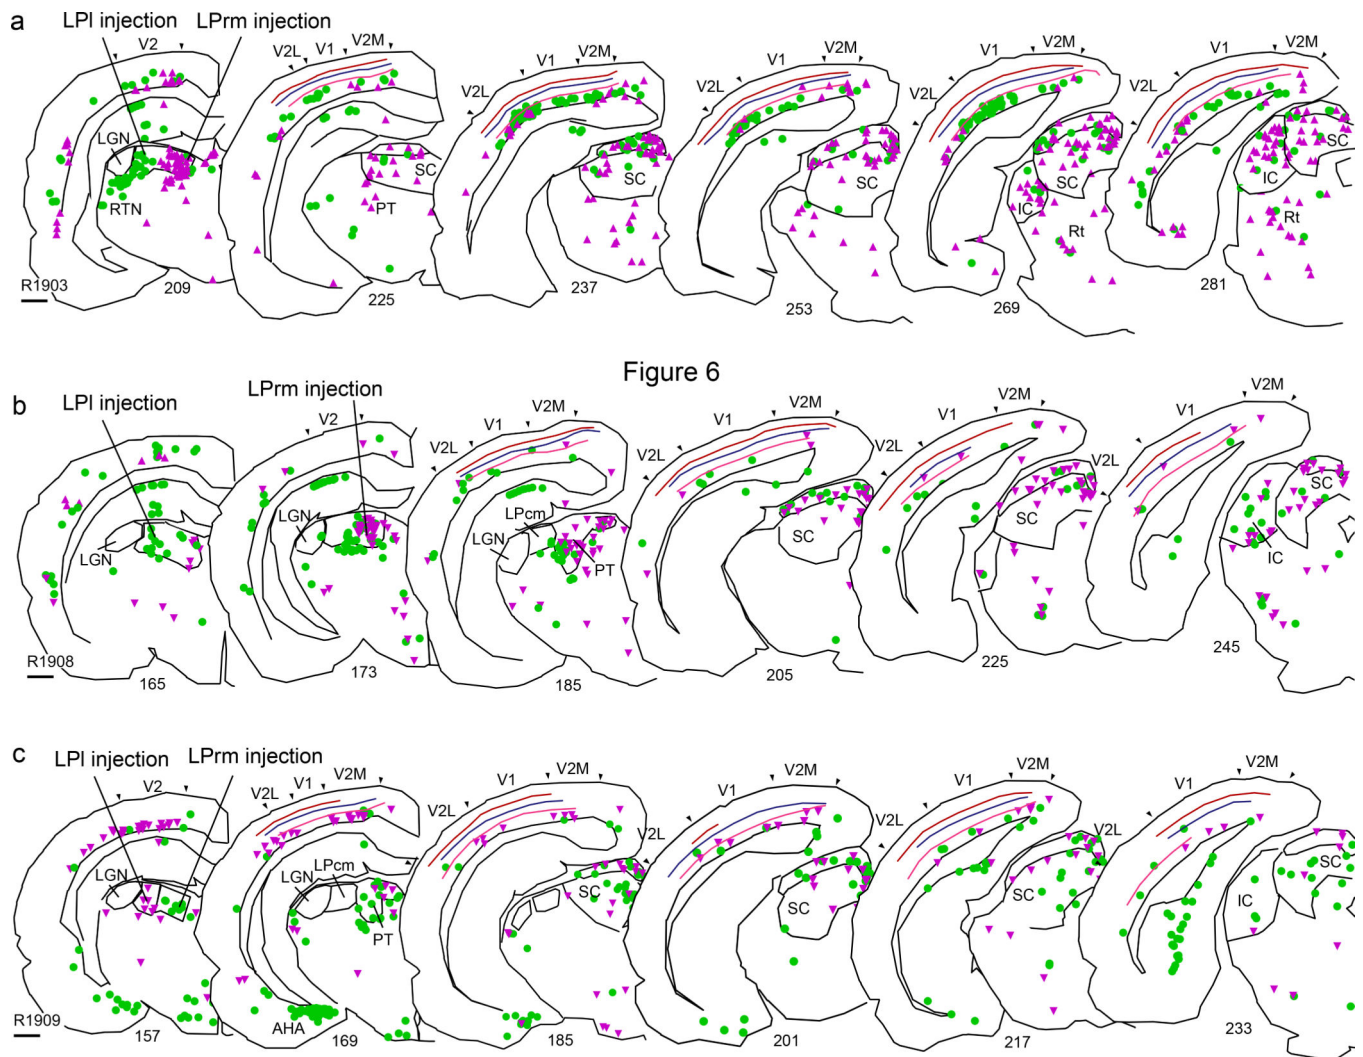 a
LPl injection
LPrm injection
V2
V2L
V1
V2M
V1
V2M
V2L
V1
V2M
V2L
V1
V2M
V2L
V1
V2M
V2L
LGN
RTN
PT
SC
SC
SC
IC
SC
Rt
IC
SC
Rt
R1903
209
225
237
253
269
281
Figure 6
b
LPl injection
LPrm injection
V2
V2L
V1
V2M
V2L
V1
V2M
V2L
V1
V2M
V2L
V1
V2M
LGN
LGN
LGN
LPcm
PT
SC
SC
SC
IC
R1908
165
173
185
205
225
245
c
LPl injection
LPrm injection
V2
V2L
V1
V2M
V2L
V1
V2M
V2L
V1
V2M
V2L
V1
V2M
V2L
V1
V2M
LGN
LGN
LPcm
PT
AHA
SC
SC
SC
IC
SC
R1909
157
169
185
201
217
233